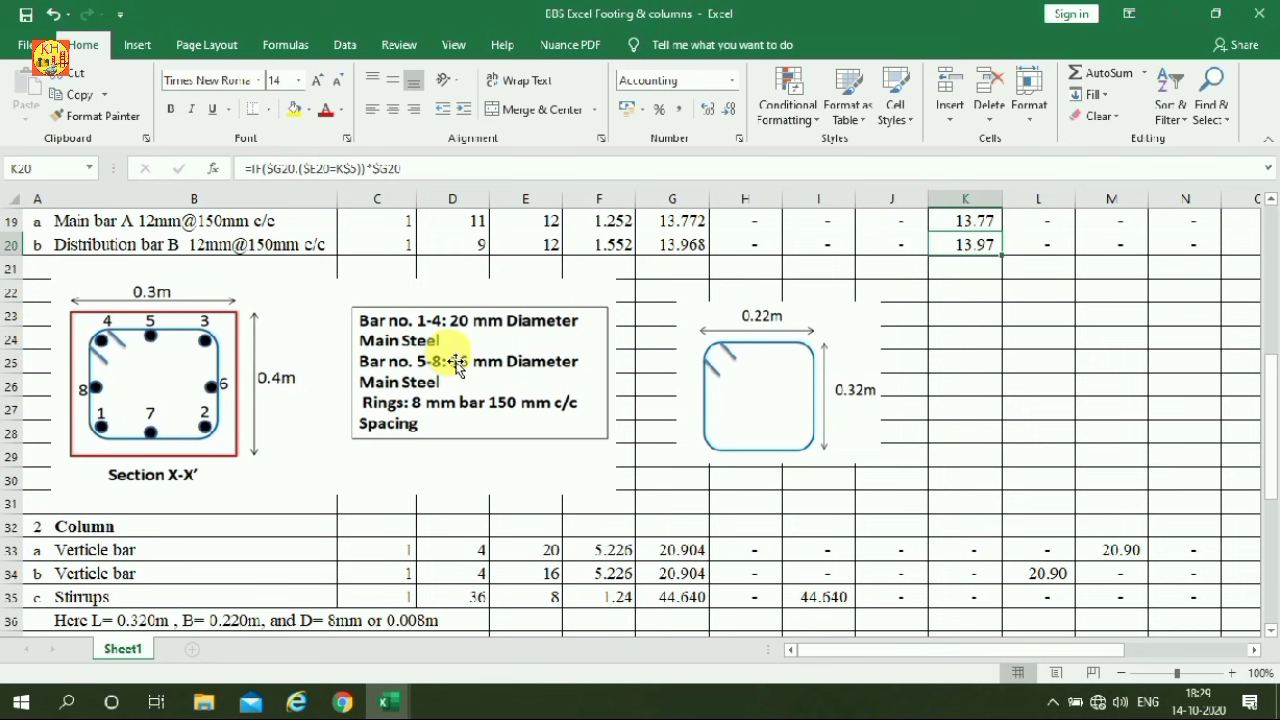 BBS Excel Footing & columns - Excel
Sign in
File Home Insert Page Layout Formulas Data Review View Help Nuance PDF Tell me what you want to do Share
KH
Cut
Copy
Format Painter
Paste
Times New Roma 14
B I U
Wrap Text
Merge & Center
Accounting
Conditional Formatting
Format as Table
Cell Styles
Insert Delete Format
AutoSum
Fill
Clear
Sort & Filter
Find & Select
Clipboard Font Alignment Number Styles Cells Editing
K20 fx =IF($G20,($E20=K$5))*$G20
A B C D E F G H I J K L M N
19 a Main bar A 12mm@150mm c/c 1 11 12 1.252 13.772 - - - 13.77 - - -
20 b Distribution bar B 12mm@150mm c/c 1 9 12 1.552 13.968 - - - 13.97 - - -
21
22
23
24
25
26
27
28
29
30
31
0.3m
4 5 3
8 6
1 7 2
0.4m
Section X-X'
Bar no. 1-4: 20 mm Diameter
Main Steel
Bar no. 5-8: mm Diameter
Main Steel
Rings: 8 mm bar 150 mm c/c
Spacing
0.22m
0.32m
32 2 Column
33 a Verticle bar 1 4 20 5.226 20.904 - - - - - 20.90 -
34 b Verticle bar 1 4 16 5.226 20.904 - - - - 20.90 - -
35 c Stirrups 1 36 8 1.24 44.640 - 44.640 - - - - -
36 Here L= 0.320m , B= 0.220m, and D= 8mm or 0.008m
Sheet1
100%
ENG
18:29
14-10-2020